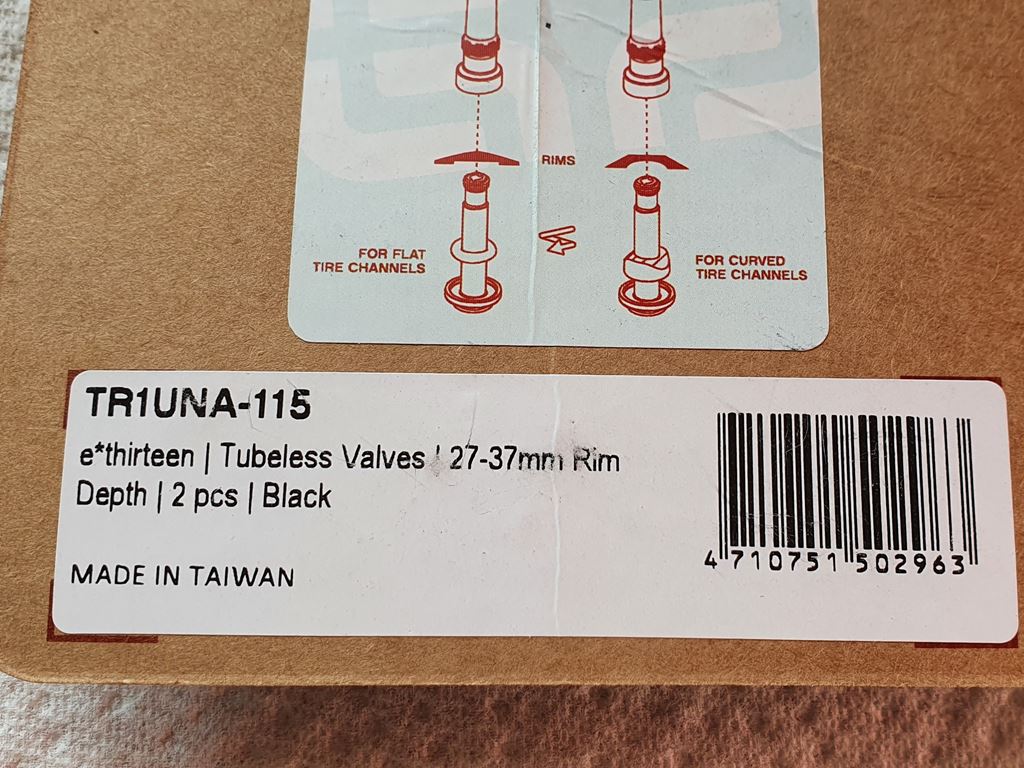 RIMS
FOR FLAT
TIRE CHANNELS
FOR CURVED
TIRE CHANNELS
TR1UNA-115
e*thirteen | Tubeless Valves | 27-37mm Rim
Depth | 2 pcs | Black
MADE IN TAIWAN
4 710751 502963